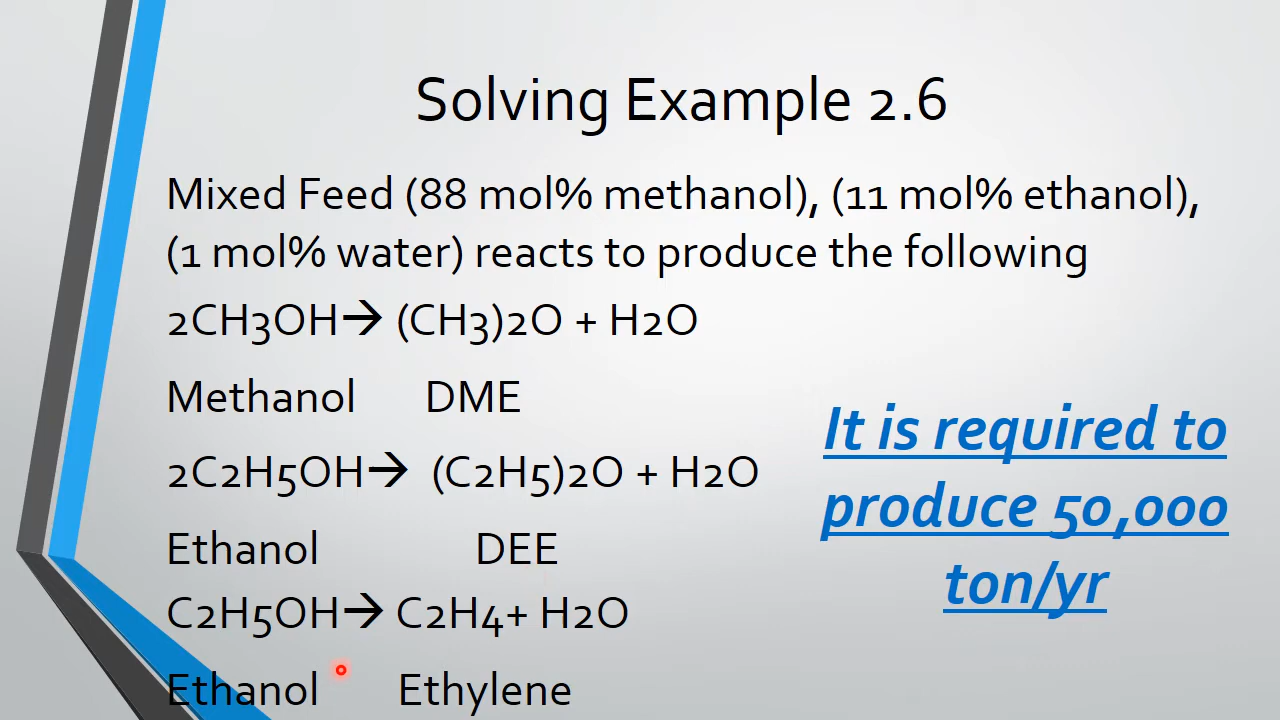 Solving Example 2.6
Mixed Feed (88 mol% methanol), (11 mol% ethanol),
(1 mol% water) reacts to produce the following
2CH3OH→ (CH3)2O + H2O
Methanol DME
2C2H5OH→ (C2H5)2O + H2O
Ethanol DEE
C2H5OH→ C2H4+ H2O
Ethanol Ethylene
It is required to
produce 50,000
ton/yr